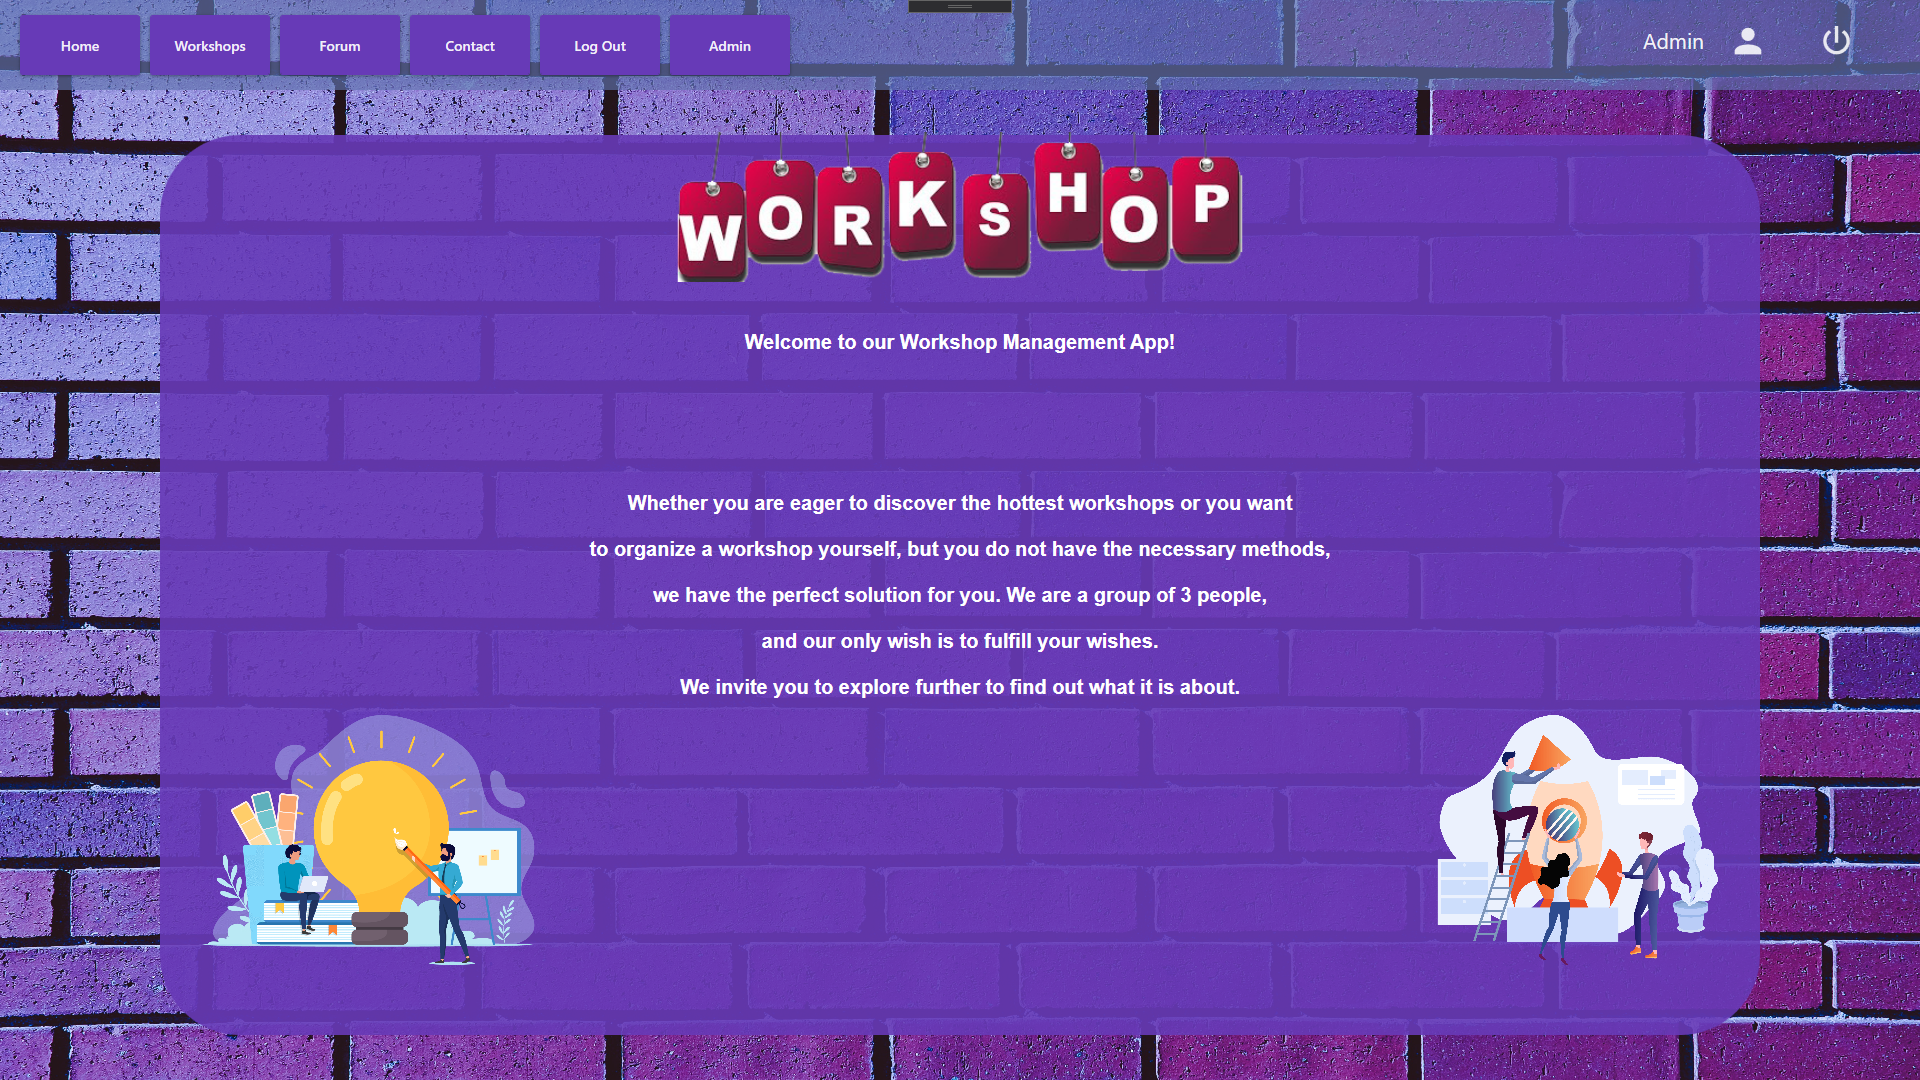 Home
Workshops
Forum
Contact
Log Out
Admin
Admin
WORKSHOP
Welcome to our Workshop Management App!
Whether you are eager to discover the hottest workshops or you want
to organize a workshop yourself, but you do not have the necessary methods,
we have the perfect solution for you. We are a group of 3 people,
and our only wish is to fulfill your wishes.
We invite you to explore further to find out what it is about.